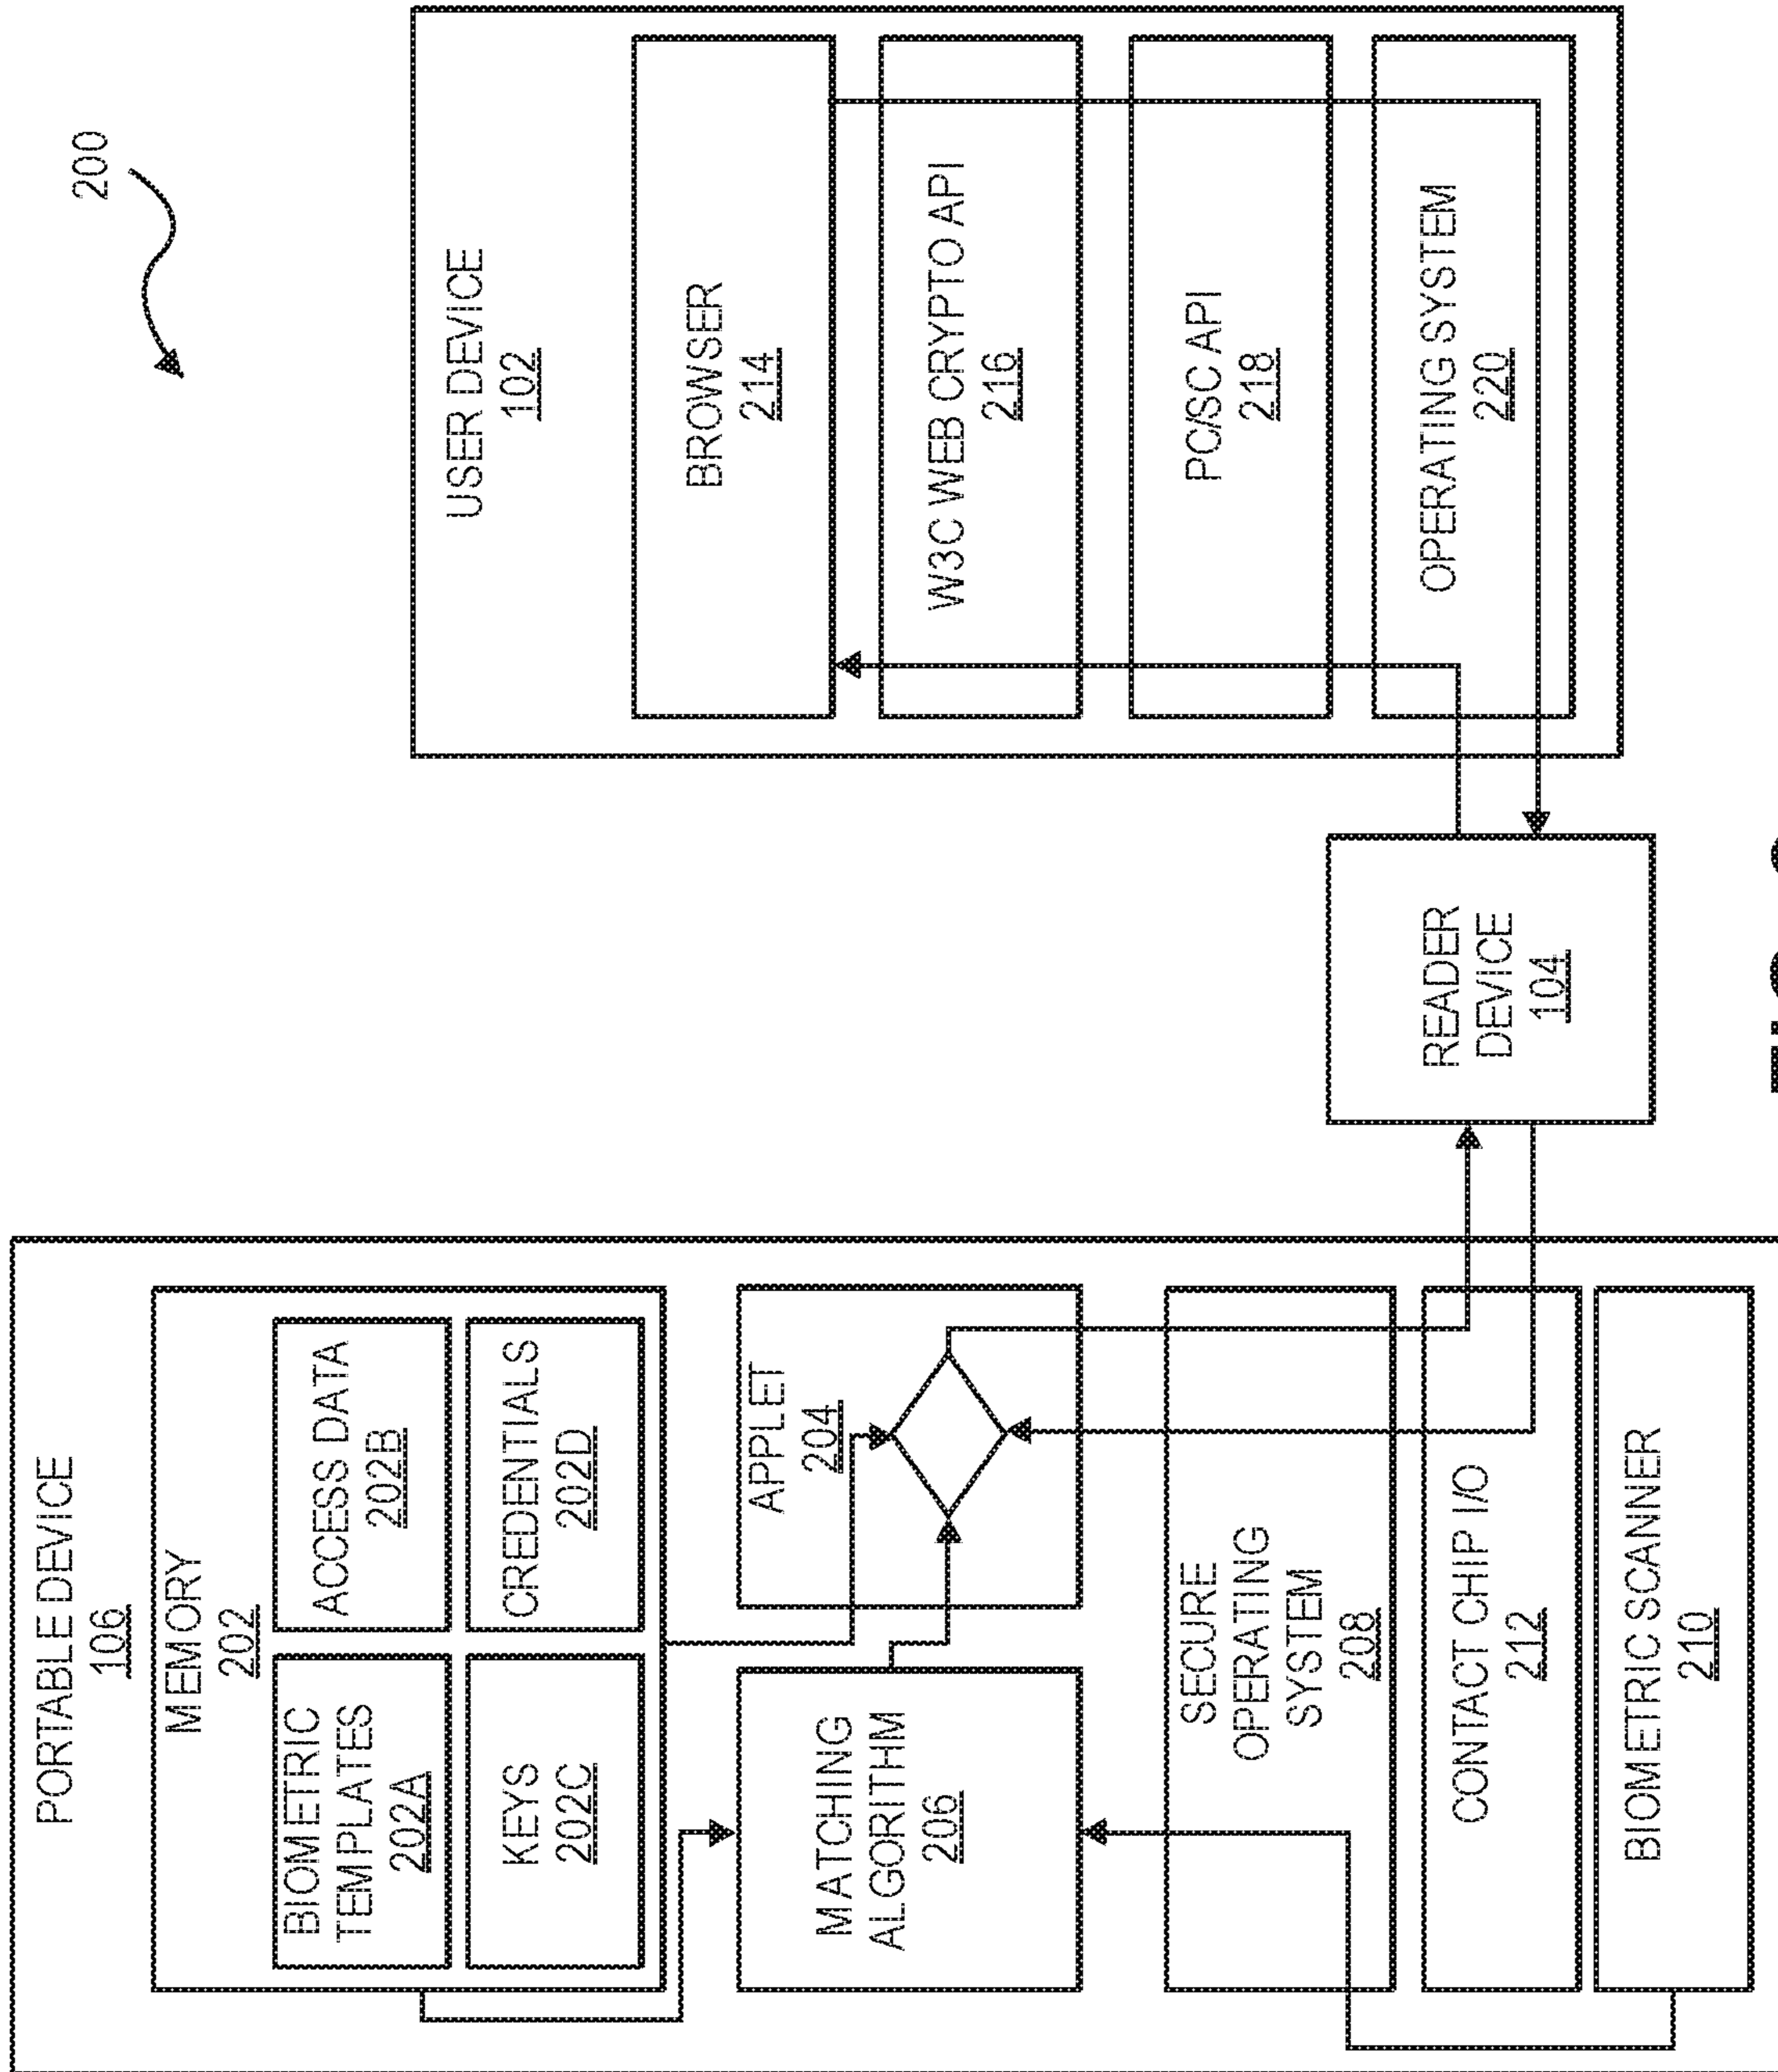 PORTABLE DEVICE
106
MEMORY
202
BIOMETRIC
TEMPLATES
202A
ACCESS DATA
202B
KEYS
202C
CREDENTIALS
202D
MATCHING
ALGORITHM
206
APPLET
204
SECURE
OPERATING
SYSTEM
208
CONTACT CHIP I/O
212
BIOMETRIC SCANNER
210
READER
DEVICE
104
200
USER DEVICE
102
BROWSER
214
W3C WEB CRYPTO API
216
PC/SC API
218
OPERATING SYSTEM
220